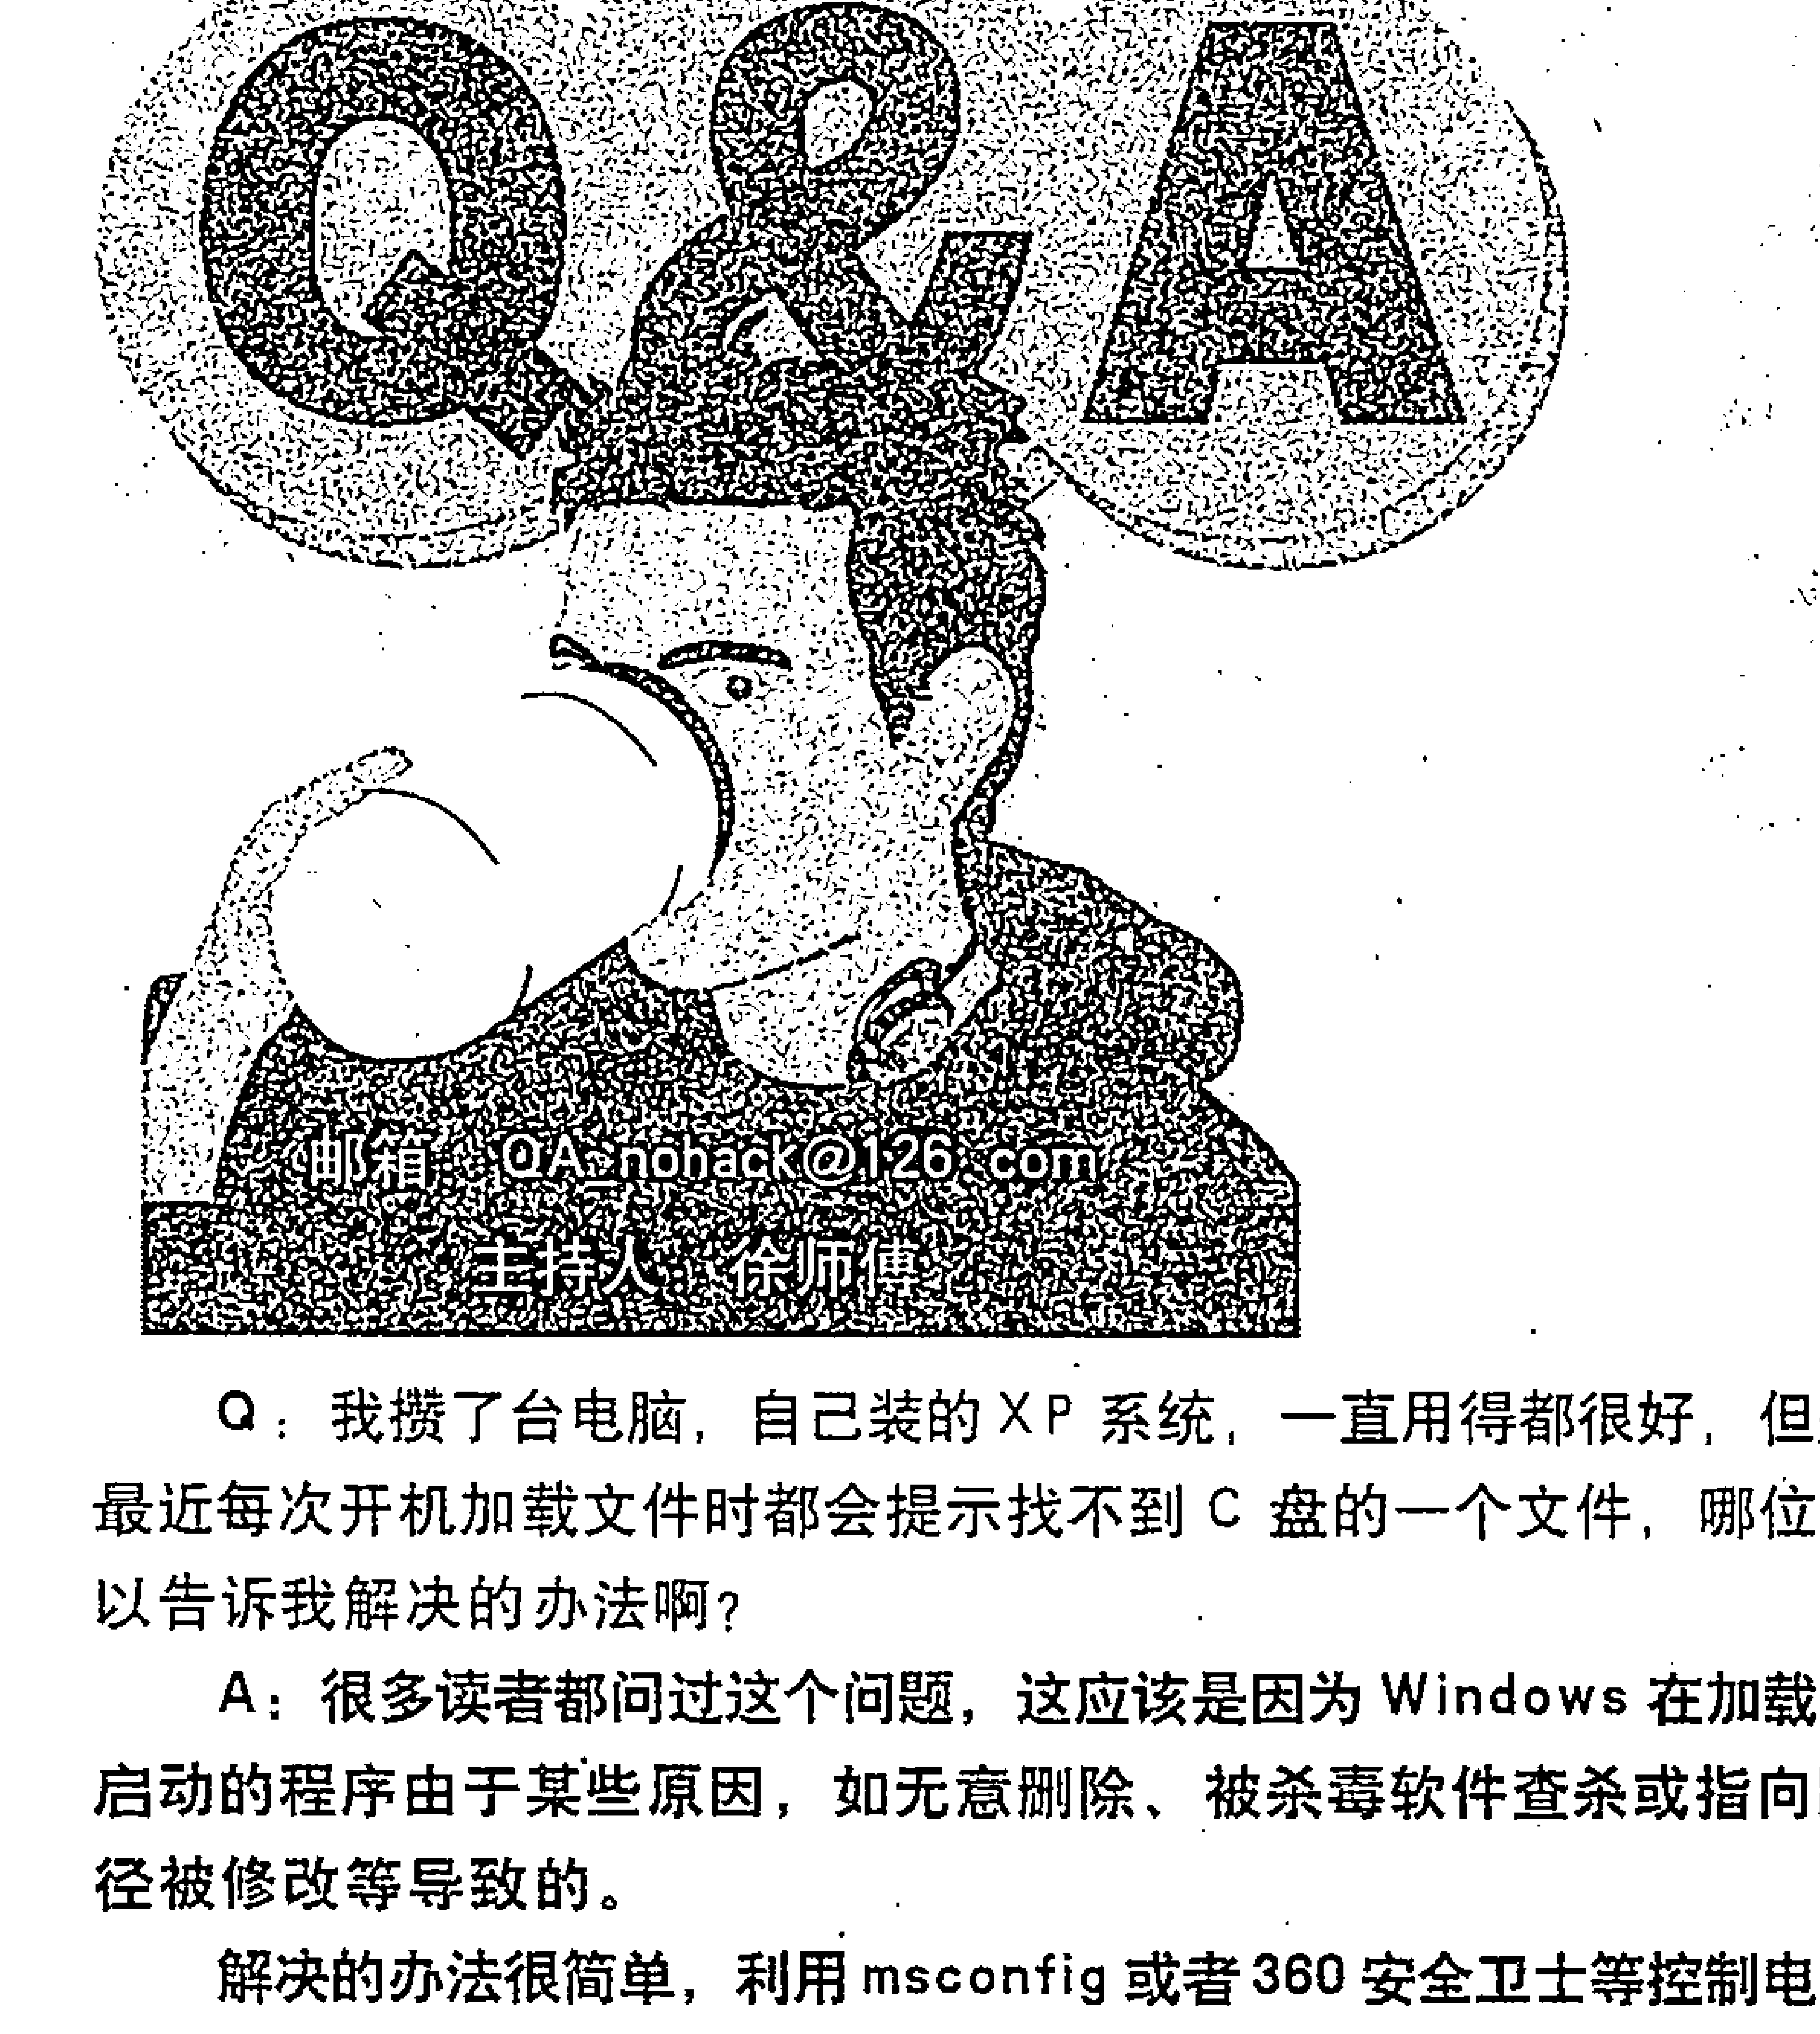 Q&A
邮箱 QA_nohack@126.com
主持人 徐师傅
Q：我攒了台电脑，自己装的XP系统，一直用得都很好，但
最近每次开机加载文件时都会提示找不到C盘的一个文件，哪位
以告诉我解决的办法啊？
A：很多读者都问过这个问题，这应该是因为Windows在加载
启动的程序由于某些原因，如无意删除、被杀毒软件查杀或指向
径被修改等导致的。
解决的办法很简单，利用msconfig或者360安全卫士等控制电